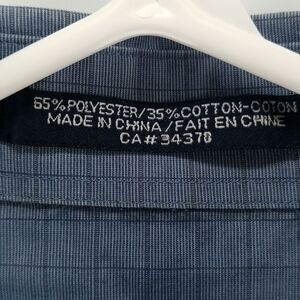 65%POLYESTER/35%COTTON-COTON
MADE IN CHINA/FAIT EN CHINE
CA#34378